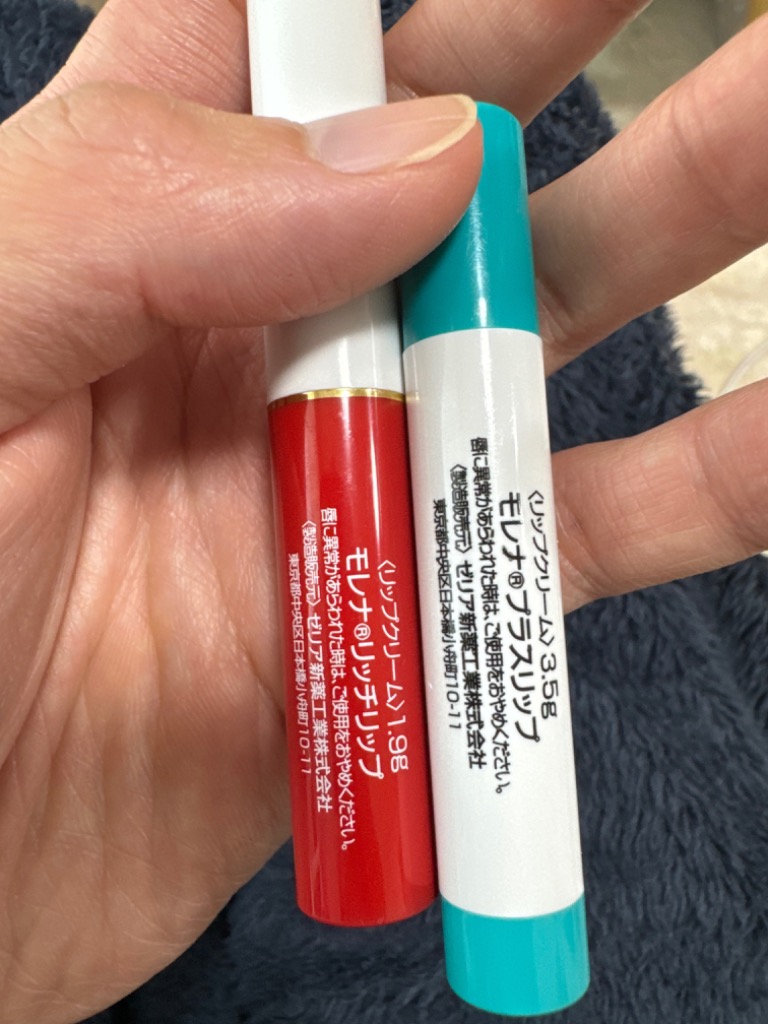 〈リップクリーム〉1.9g
モレナ®リッチリップ
唇に異常があらわれた時は、ご使用をおやめください。
〈製造販売元〉ゼリア新薬工業株式会社
東京都中央区日本橋小舟町10-11
〈リップクリーム〉3.5g
モレナ®プラスリップ
唇に異常があらわれた時は、ご使用をおやめください。
〈製造販売元〉ゼリア新薬工業株式会社
東京都中央区日本橋小舟町10-11